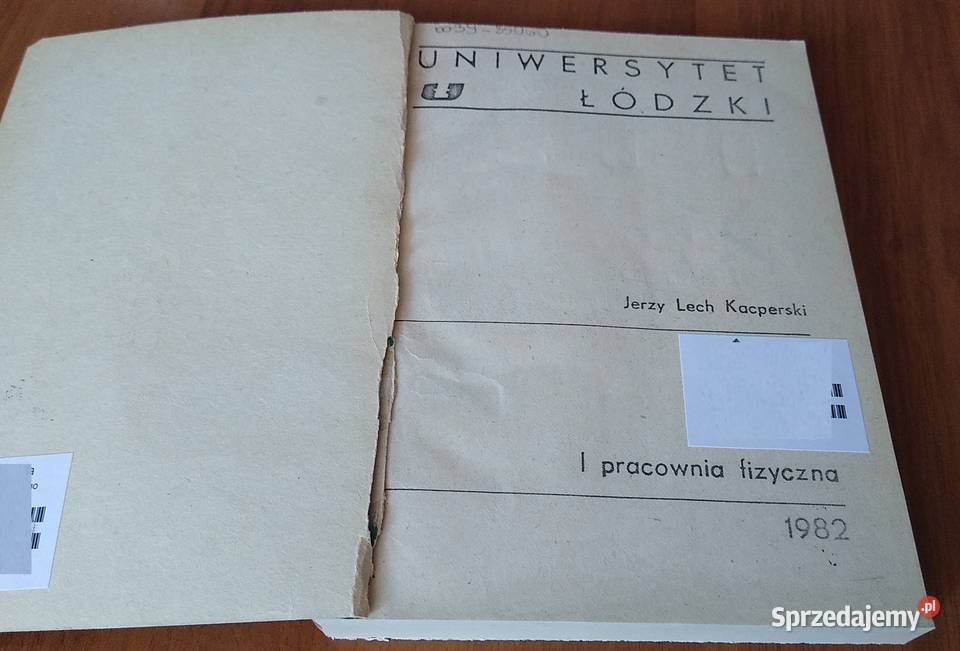 UNIWERSYTET
ŁÓDZKI
Jerzy Lech Kacperski
I pracownia fizyczna
1982
Sprzedajemy.pl